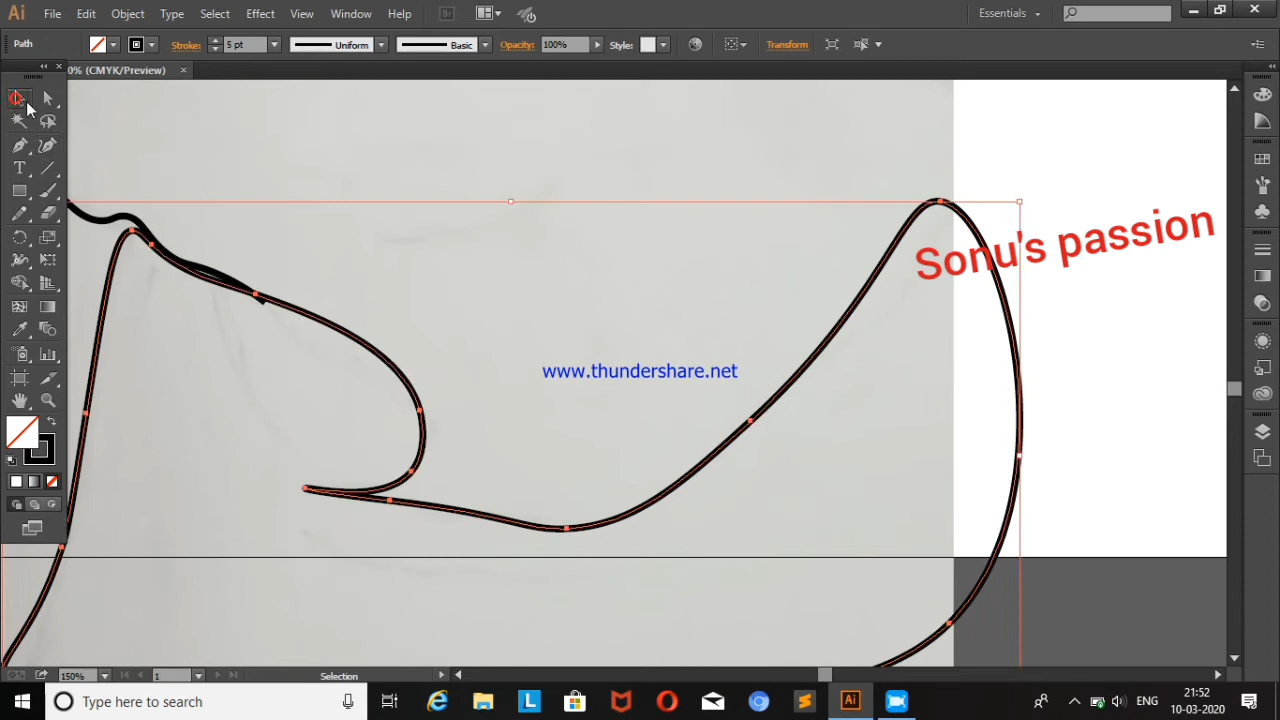 Ai File Edit Object Type Select Effect View Window Help Br Essentials
Path Stroke: 5 pt Uniform Basic Opacity: 100% Style: Transform
0% (CMYK/Preview)
Sonu's passion
www.thundershare.net
150% 1 Selection
Type here to search L Ai ENG 21:52
10-03-2020